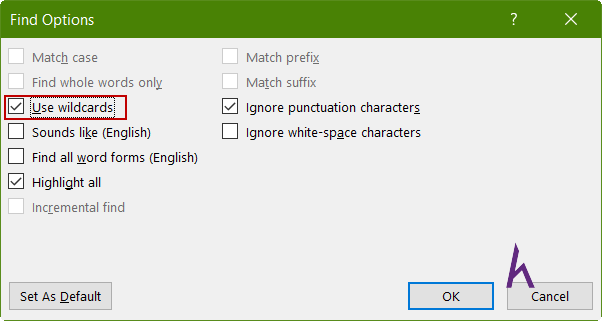 Find Options
?
Match case
Find whole words only
Use wildcards
Sounds like (English)
Find all word forms (English)
Highlight all
Incremental find
Match prefix
Match suffix
Ignore punctuation characters
Ignore white-space characters
Set As Default
OK
Cancel